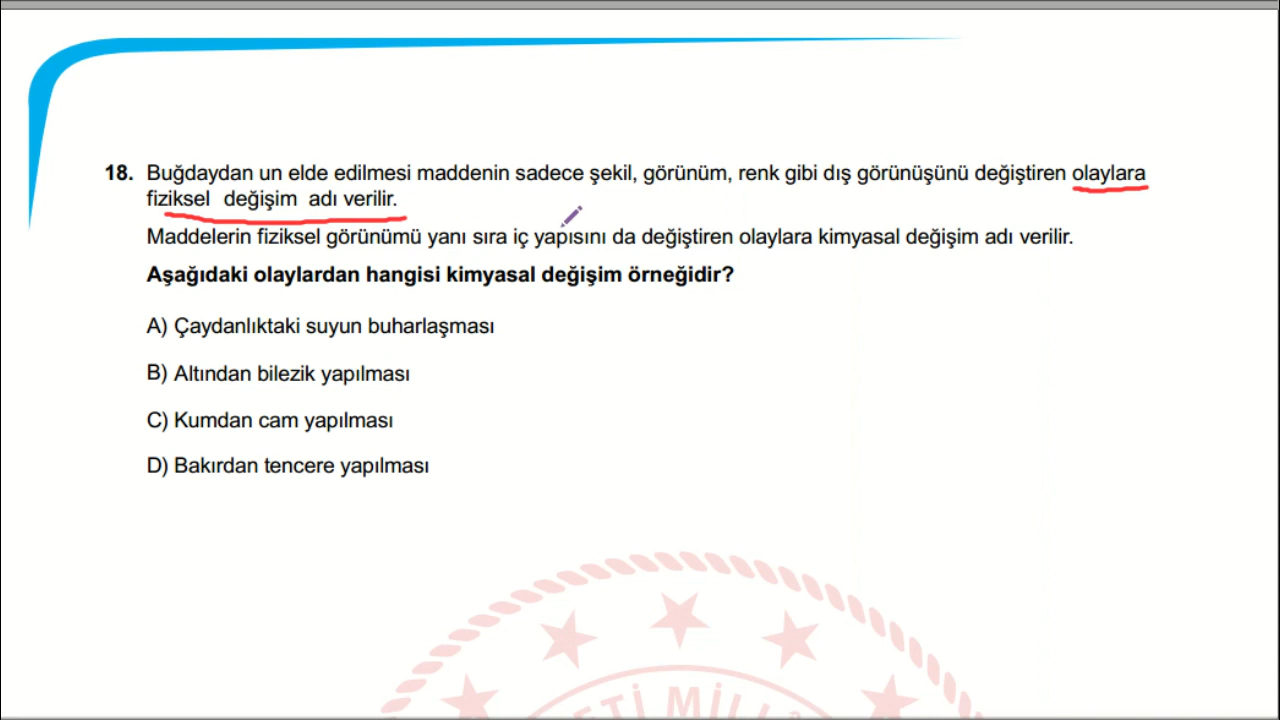 18. Buğdaydan un elde edilmesi maddenin sadece şekil, görünüm, renk gibi dış görünüşünü değiştiren olaylara
fiziksel değişim adı verilir.
Maddelerin fiziksel görünümü yanı sıra iç yapısını da değiştiren olaylara kimyasal değişim adı verilir.
Aşağıdaki olaylardan hangisi kimyasal değişim örneğidir?
A) Çaydanlıktaki suyun buharlaşması
B) Altından bilezik yapılması
C) Kumdan cam yapılması
D) Bakırdan tencere yapılması